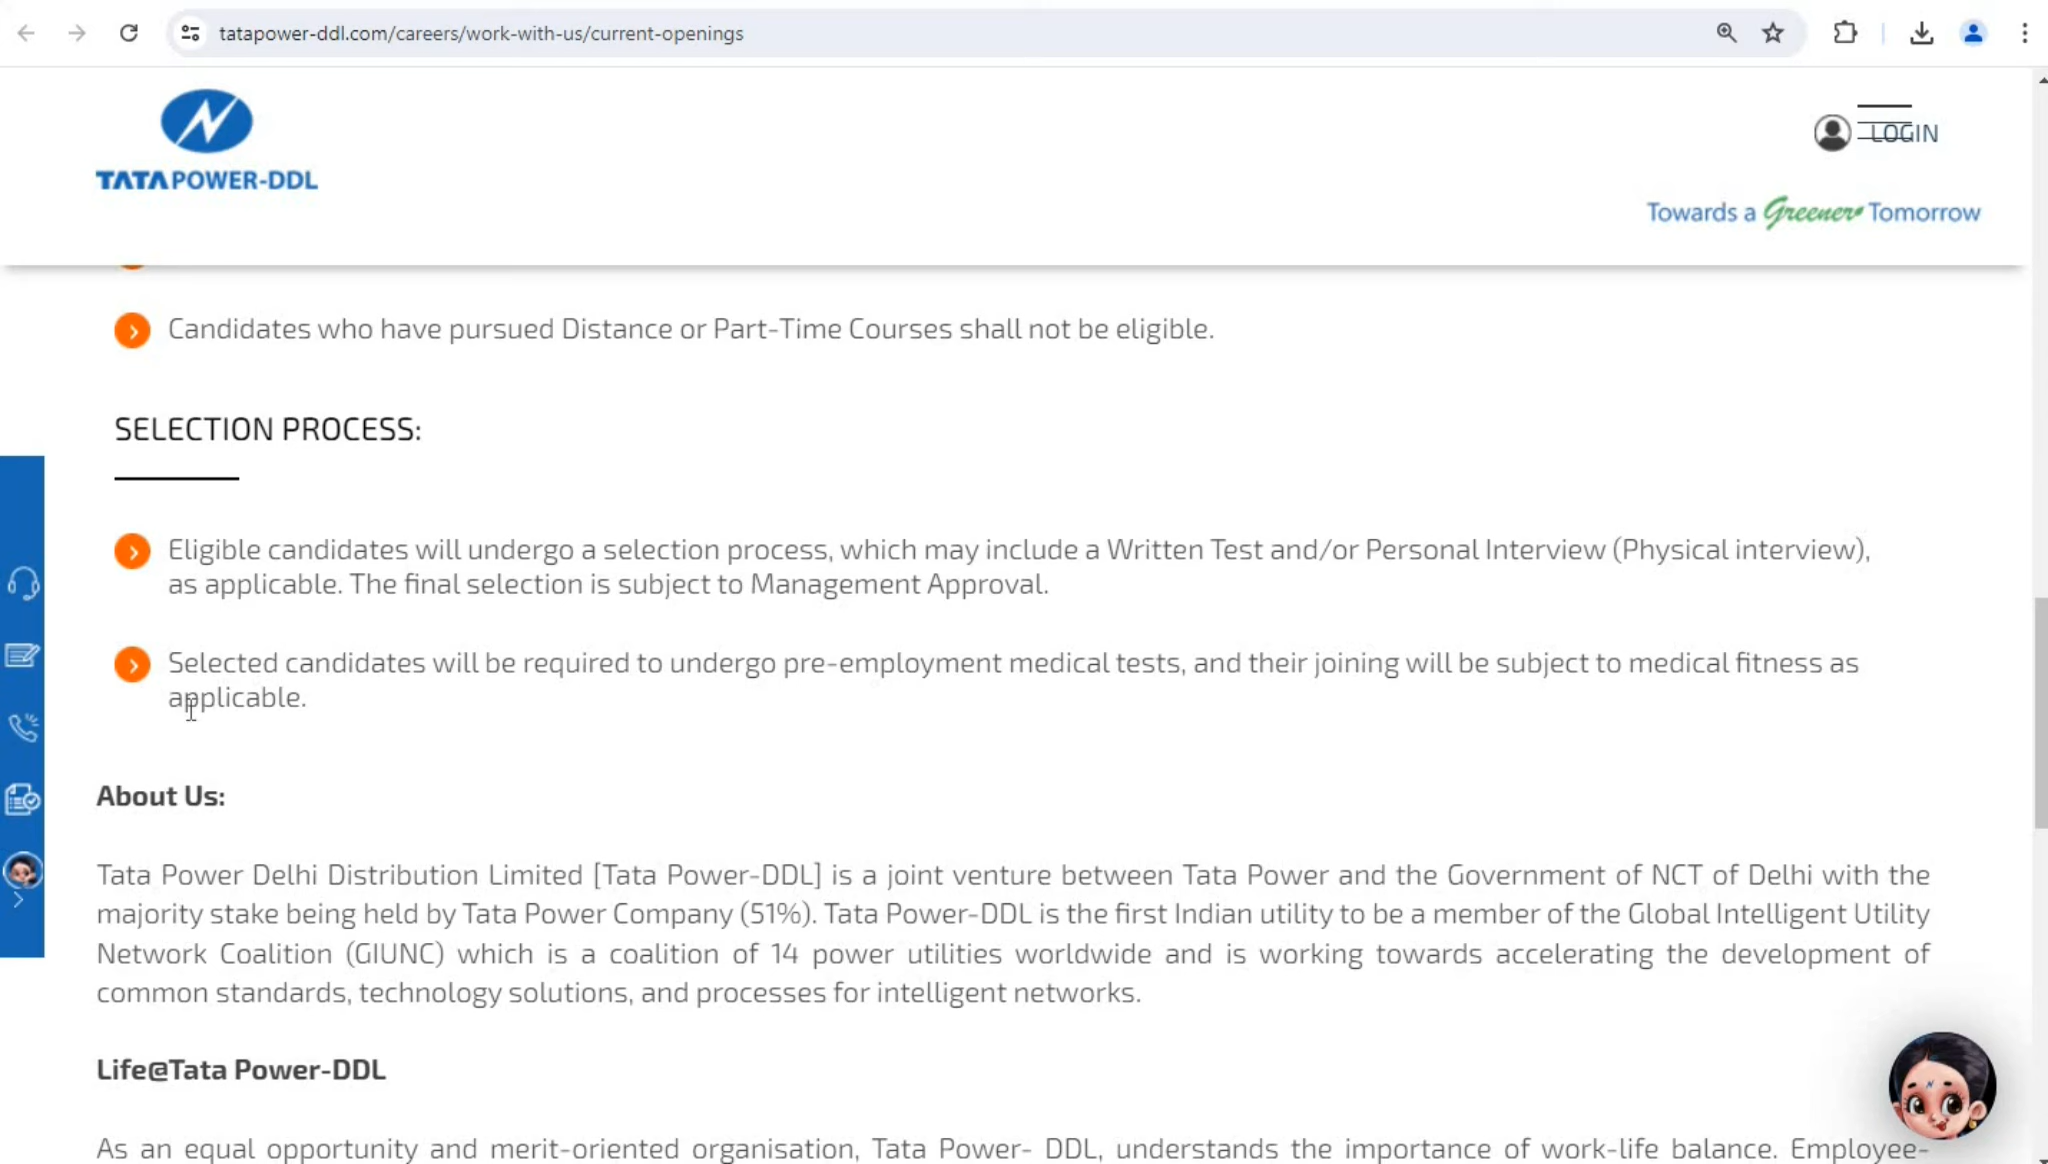 tatapower-ddl.com/careers/work-with-us/current-openings
TATA POWER-DDL
LOGIN
Towards a Greener Tomorrow
Candidates who have pursued Distance or Part-Time Courses shall not be eligible.
SELECTION PROCESS:
Eligible candidates will undergo a selection process, which may include a Written Test and/or Personal Interview (Physical interview),
as applicable. The final selection is subject to Management Approval.
Selected candidates will be required to undergo pre-employment medical tests, and their joining will be subject to medical fitness as
applicable.
About Us:
Tata Power Delhi Distribution Limited [Tata Power-DDL] is a joint venture between Tata Power and the Government of NCT of Delhi with the
majority stake being held by Tata Power Company (51%). Tata Power-DDL is the first Indian utility to be a member of the Global Intelligent Utility
Network Coalition (GIUNC) which is a coalition of 14 power utilities worldwide and is working towards accelerating the development of
common standards, technology solutions, and processes for intelligent networks.
Life@Tata Power-DDL
As an equal opportunity and merit-oriented organisation, Tata Power- DDL, understands the importance of work-life balance. Employee-